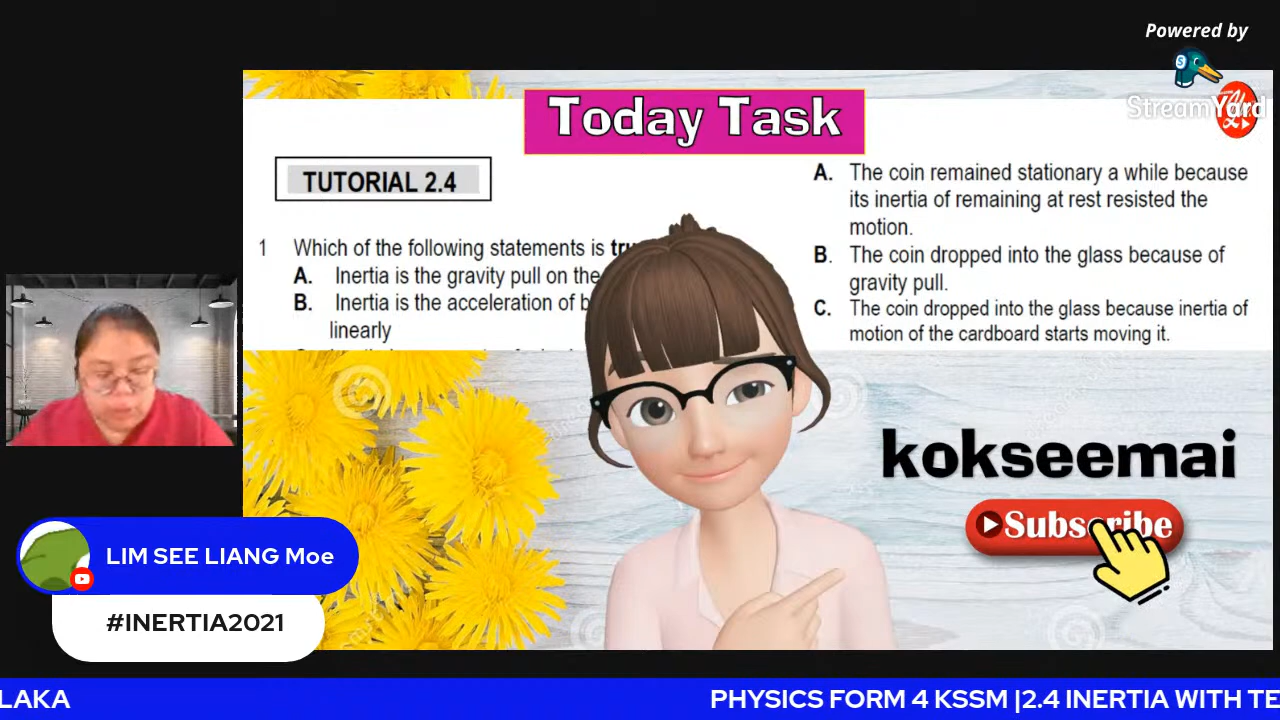 Powered by
StreamYard
Today Task
TUTORIAL 2.4
1 Which of the following statements is
A. Inertia is the gravity pull on the
B. Inertia is the acceleration of
linearly
A. The coin remained stationary a while because
its inertia of remaining at rest resisted the
motion.
B. The coin dropped into the glass because of
gravity pull.
C. The coin dropped into the glass because inertia of
motion of the cardboard starts moving it.
kokseemai
Subscribe
LIM SEE LIANG Moe
#INERTIA2021
LAKA
PHYSICS FORM 4 KSSM |2.4 INERTIA WITH TE